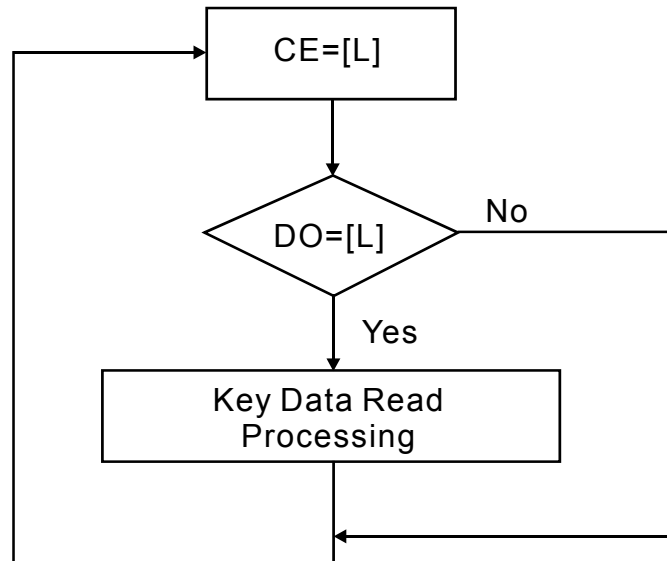 CE=[L]
DO=[L]
No
Yes
Key Data Read
Processing